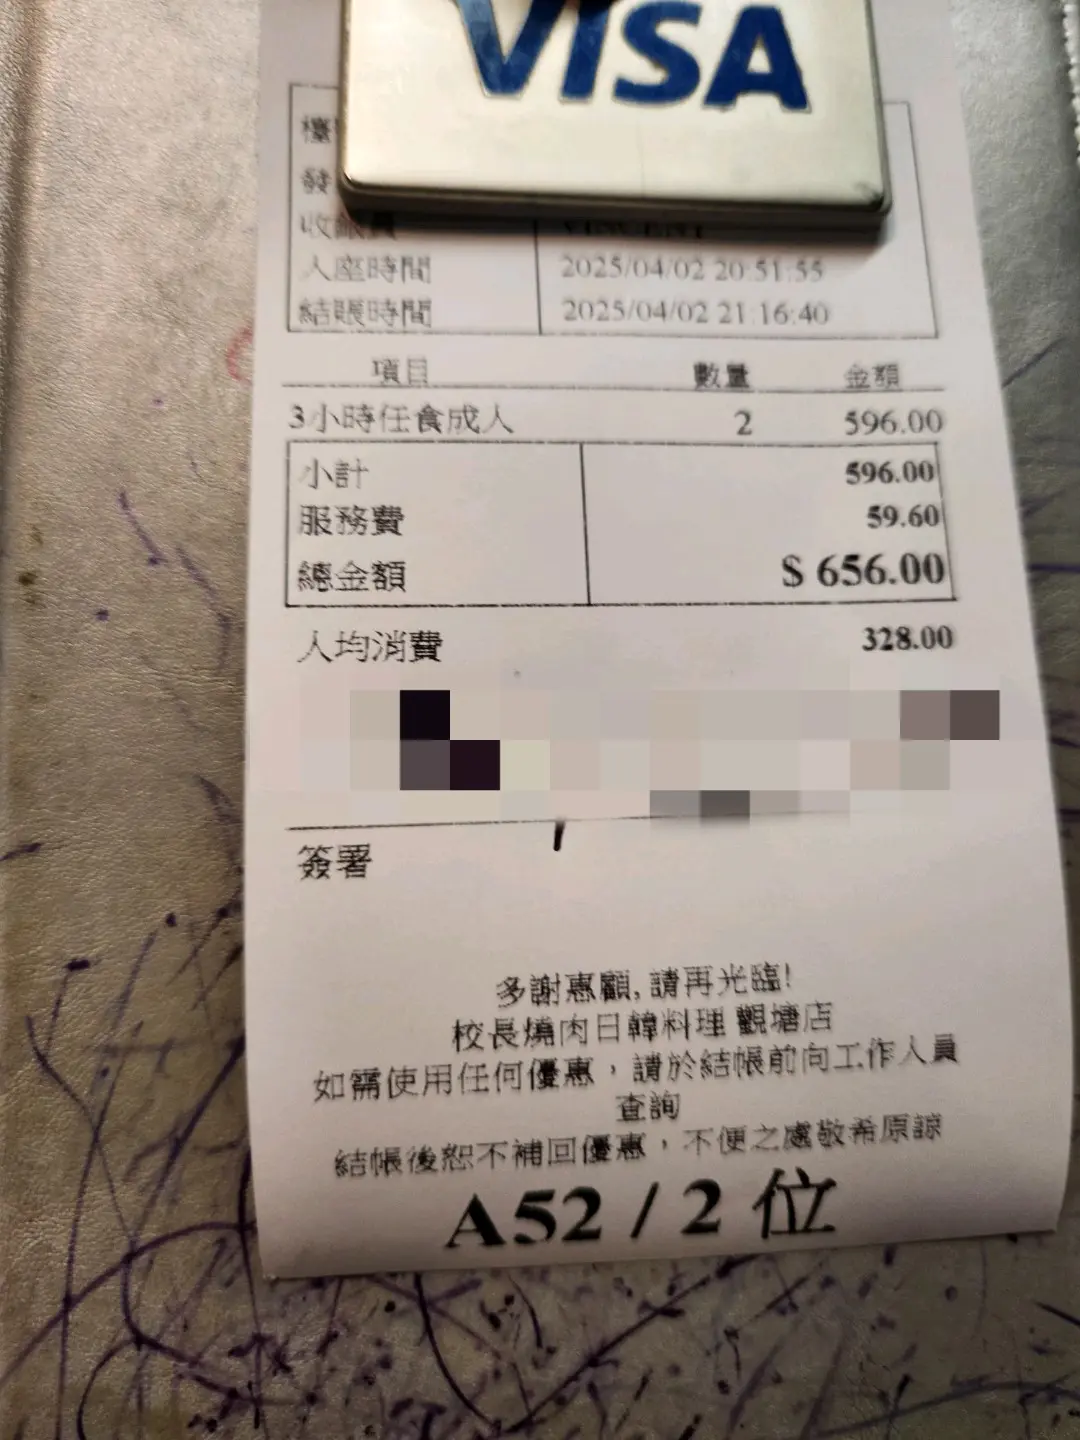 VISA
收銀員 VINCENT
入座時間 2025/04/02 20:51:55
結賬時間 2025/04/02 21:16:40
項目 數量 金額
3小時任食成人 2 596.00
小計 596.00
服務費 59.60
總金額 $ 656.00
人均消費 328.00
簽署
多謝惠顧, 請再光臨!
校長燒肉日韓料理 觀塘店
如需使用任何優惠，請於結帳前向工作人員
查詢
結帳後恕不補回優惠，不便之處敬希原諒
A52 / 2 位